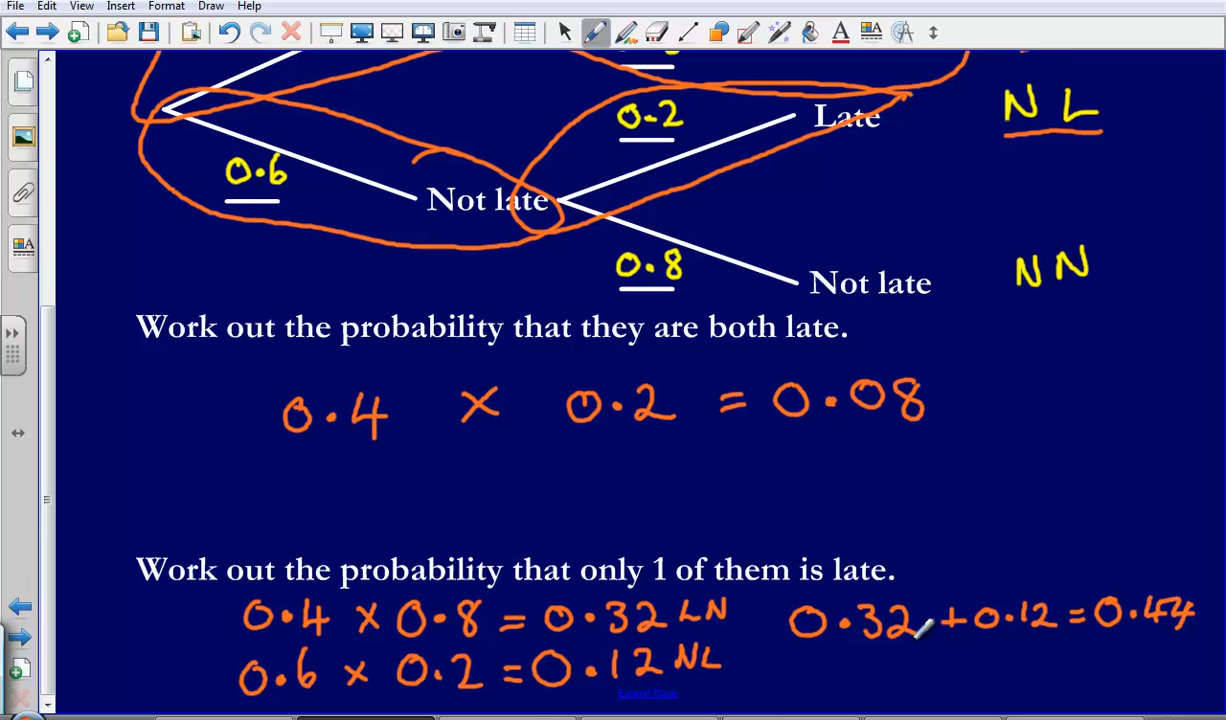 File Edit View Insert Format Draw Help
0.2
Late
N L
0.6
Not late
0.8
Not late
N N
Work out the probability that they are both late.
0.4 × 0.2 = 0.08
Work out the probability that only 1 of them is late.
0.4 × 0.8 = 0.32 LN
0.32 + 0.12 = 0.44
0.6 × 0.2 = 0.12 NL
Extend Page